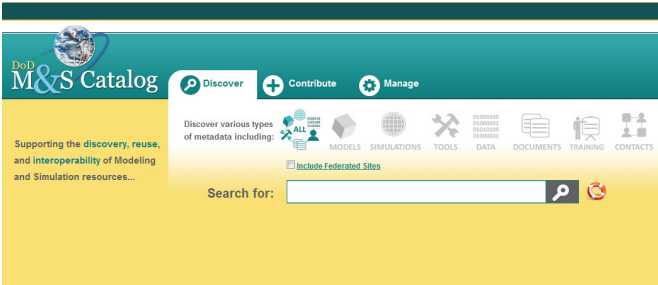 DoD
M&S Catalog
Discover
Contribute
Manage
Supporting the discovery, reuse,
and interoperability of Modeling
and Simulation resources...
Discover various types
of metadata including:
ALL
MODELS
SIMULATIONS
TOOLS
DATA
DOCUMENTS
TRAINING
CONTACTS
Include Federated Sites
Search for: